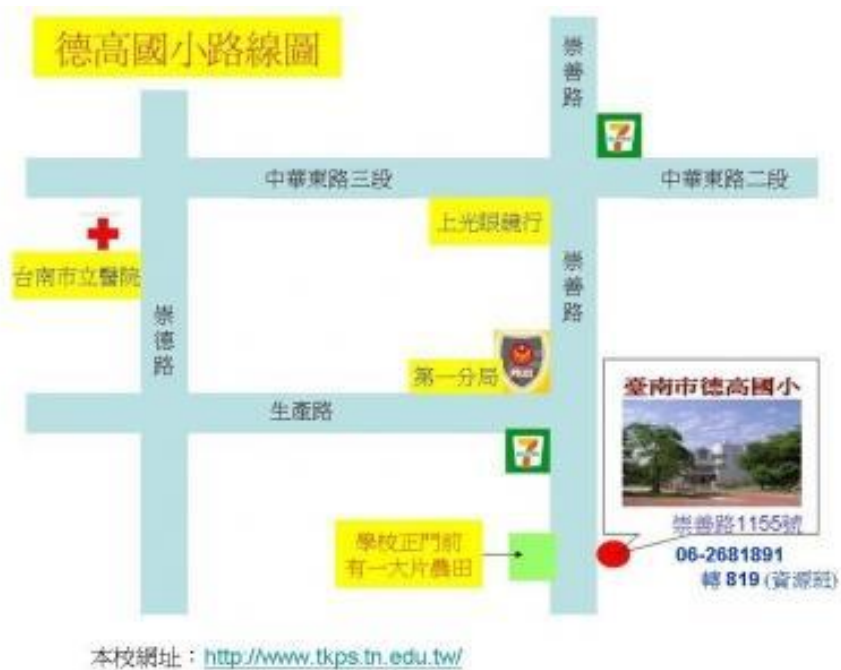 德高國小路線圖
崇善路
7
中華東路三段
中華東路二段
上光眼鏡行
台南市立醫院
崇善路
崇德路
第一分局
POLICE
臺南市德高國小
生產路
7
崇善路1155號
學校正門前
有一大片農田
06-2681891
轉 819 (資源班)
本校網址：http://www.tkps.tn.edu.tw/